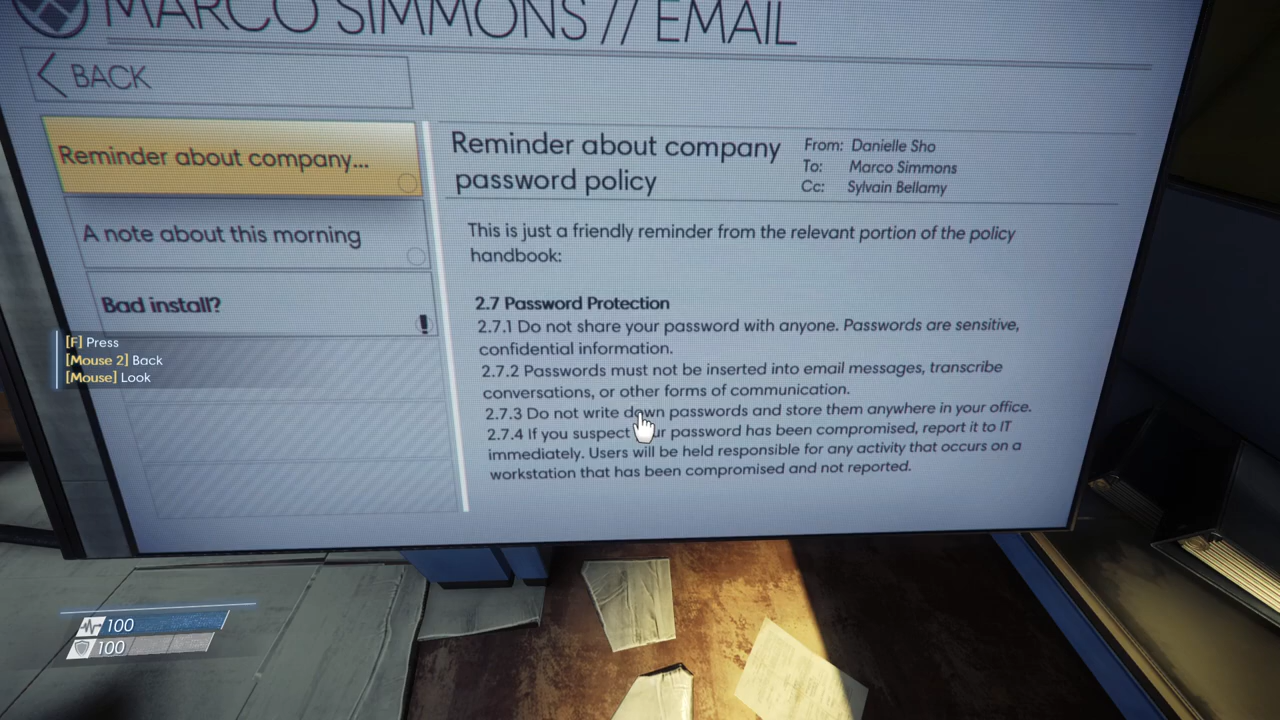 MARCO SIMMONS // EMAIL
BACK
Reminder about company...
A note about this morning
Bad install?
Reminder about company
password policy
From: Danielle Sho
To: Marco Simmons
Cc: Sylvain Bellamy
This is just a friendly reminder from the relevant portion of the policy
handbook:
2.7 Password Protection
2.7.1 Do not share your password with anyone. Passwords are sensitive,
confidential information.
2.7.2 Passwords must not be inserted into email messages, transcribe
conversations, or other forms of communication.
2.7.3 Do not write down passwords and store them anywhere in your office.
2.7.4 If you suspect your password has been compromised, report it to IT
immediately. Users will be held responsible for any activity that occurs on a
workstation that has been compromised and not reported.
[F] Press
[Mouse 2] Back
[Mouse] Look
100
100